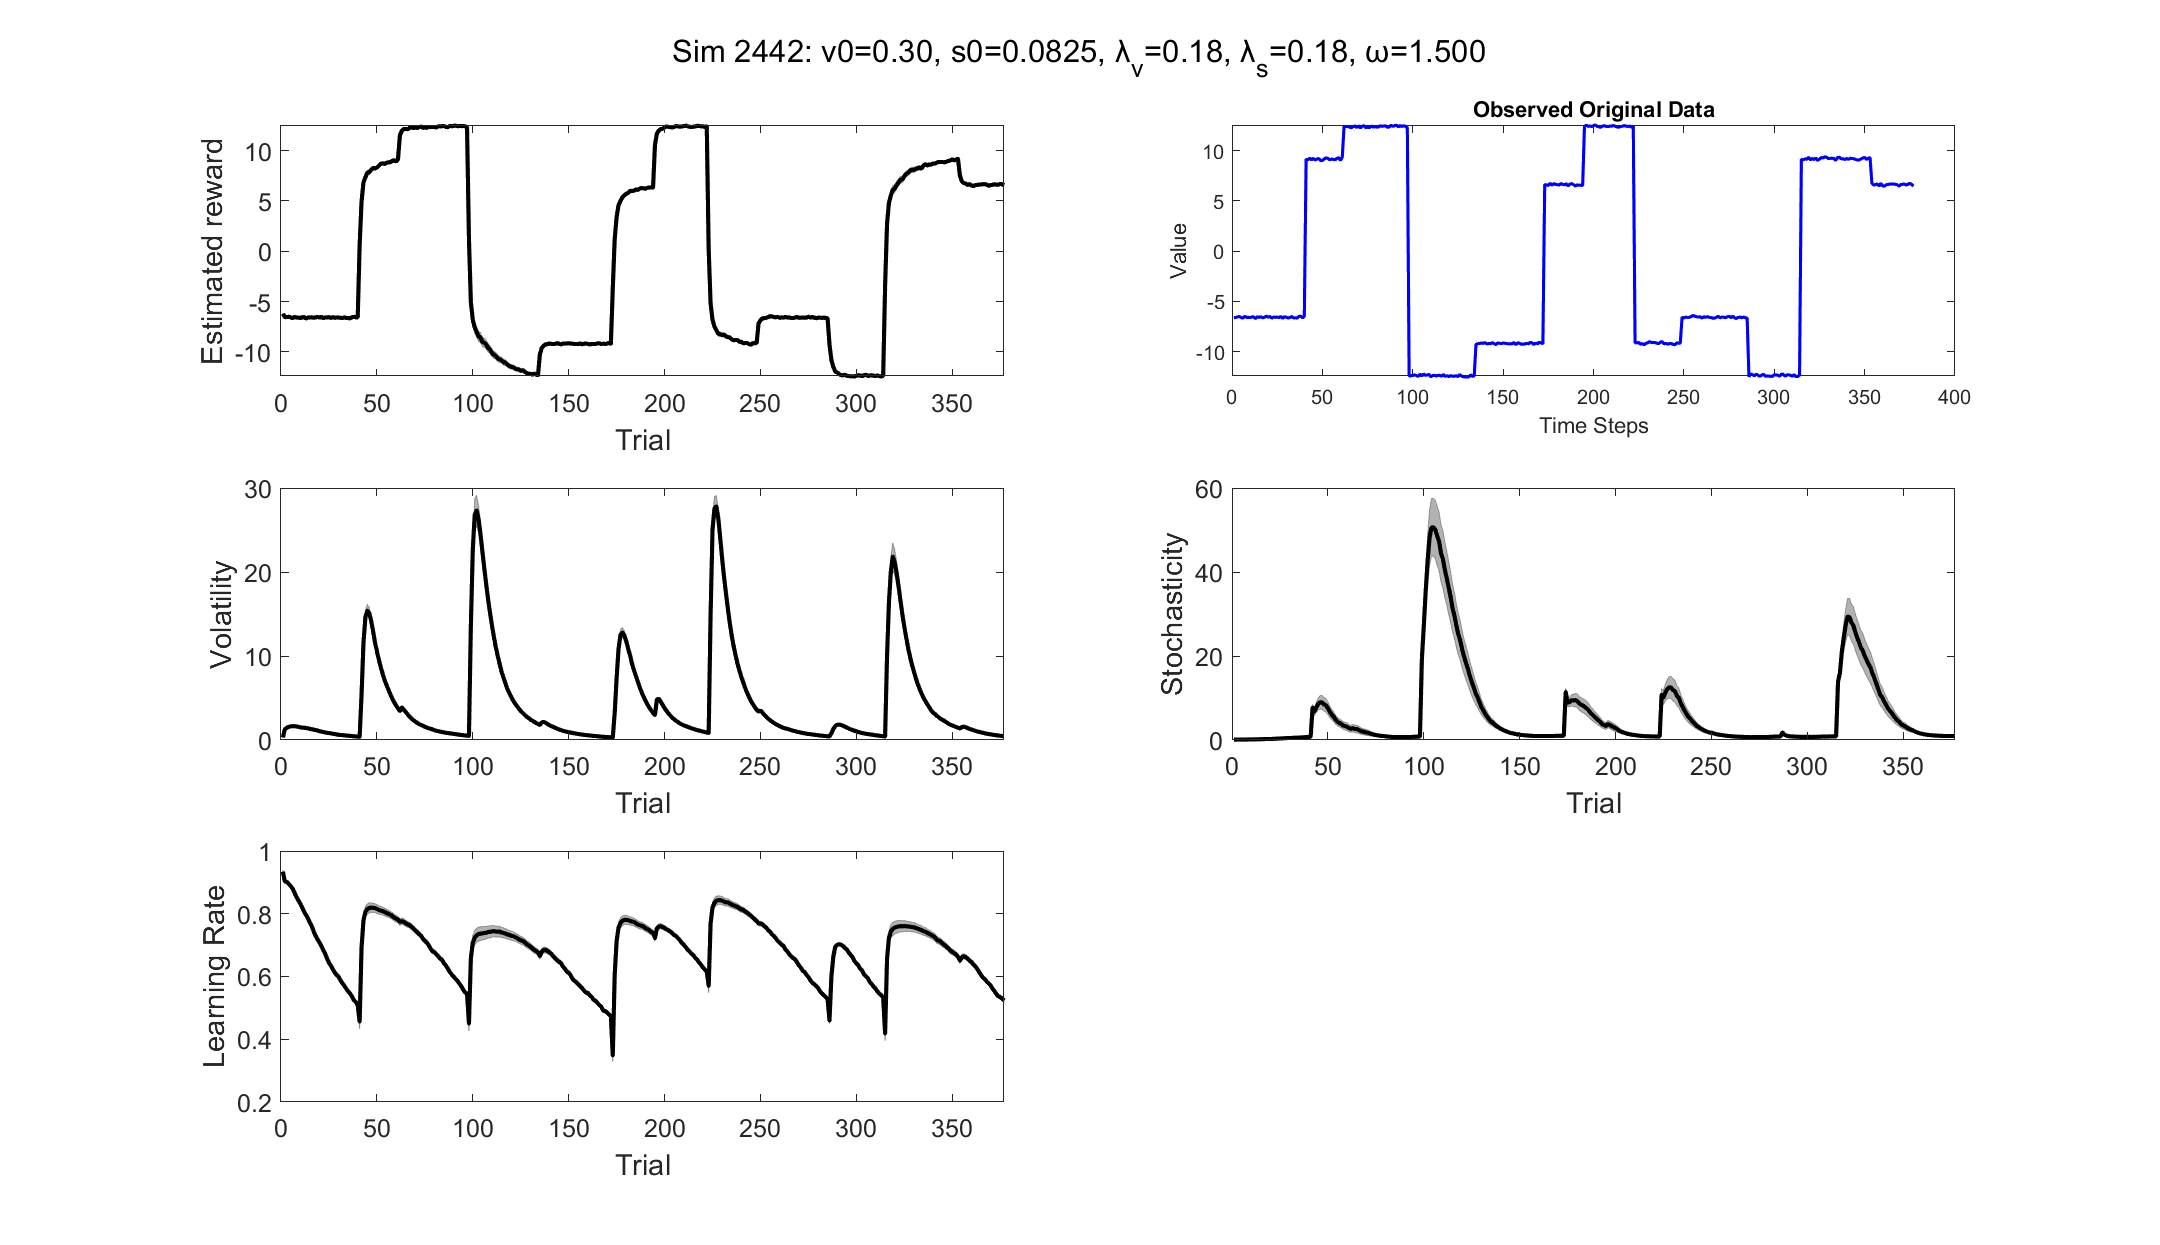 Sim 2442: v0=0.30, s0=0.0825, λ_v=0.18, λ_s=0.18, ω=1.500
Estimated reward
10
5
0
-5
-10
0 50 100 150 200 250 300 350
Trial
Observed Original Data
Value
10
5
0
-5
-10
0 50 100 150 200 250 300 350 400
Time Steps
Volatility
30
20
10
0
0 50 100 150 200 250 300 350
Trial
Stochasticity
60
40
20
0
0 50 100 150 200 250 300 350
Trial
Learning Rate
1
0.8
0.6
0.4
0.2
0 50 100 150 200 250 300 350
Trial